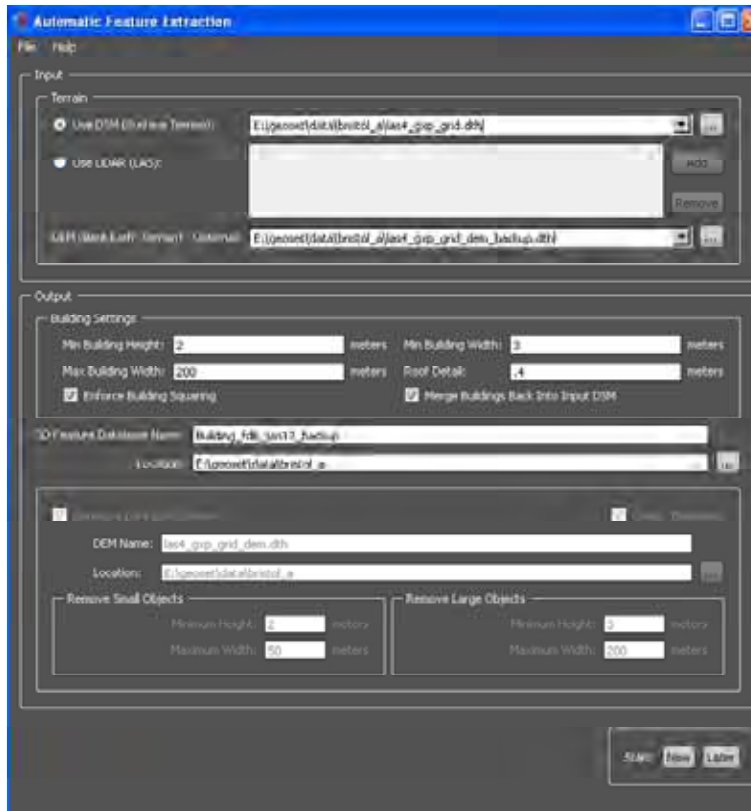 Automatic Feature Extraction
File Help
Input
Terrain
Use DSM (Surface Terrain): E:\geoset\data\bristol_a\las4_gxp_grid.dth ...
Use LIDAR (LAS): Add
Remove
DEM (Bare Earth Terrain) E:\geoset\data\bristol_a\las4_gxp_grid_dem_backup.dth ...
Output
Building Settings
Min Building Height: 2 meters Min Building Width: 3 meters
Max Building Width: 200 meters Roof Detail: .4 meters
Enforce Building Squaring Merge Buildings Back Into Input DSM
3D Feature Database Name: Building_fdb_jan17_backup
Location: E:\geoset\data\bristol_a ...
DEM Name: las4_gxp_grid_dem.dth
Location: E:\geoset\data\bristol_a ...
Remove Small Objects Remove Large Objects
Minimum Height: 2 meters Minimum Height: 3 meters
Maximum Width: 50 meters Maximum Width: 200 meters
Start: Now Later